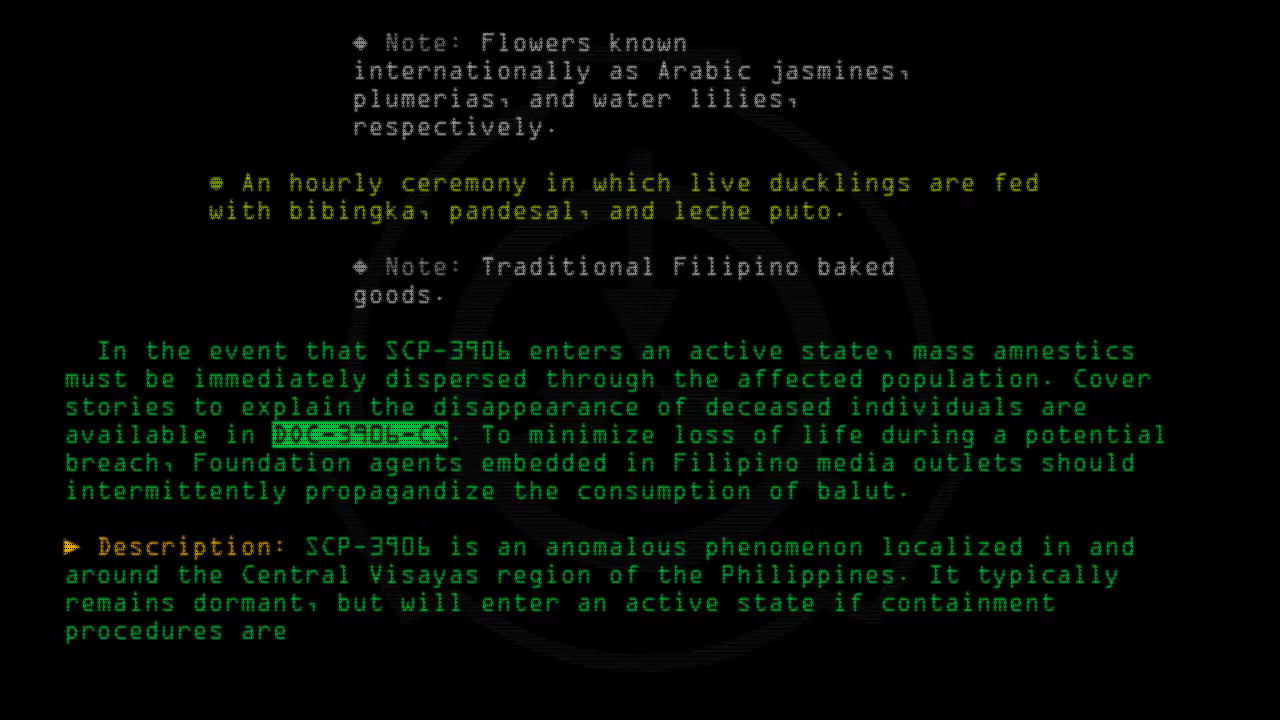 ◆ Note: Flowers known
internationally as Arabic jasmines,
plumerias, and water lilies,
respectively.
● An hourly ceremony in which live ducklings are fed
with bibingka, pandesal, and leche puto.
◆ Note: Traditional Filipino baked
goods.
In the event that SCP-3906 enters an active state, mass amnestics
must be immediately dispersed through the affected population. Cover
stories to explain the disappearance of deceased individuals are
available in DOC-3906-CS. To minimize loss of life during a potential
breach, Foundation agents embedded in Filipino media outlets should
intermittently propagandize the consumption of balut.
► Description: SCP-3906 is an anomalous phenomenon localized in and
around the Central Visayas region of the Philippines. It typically
remains dormant, but will enter an active state if containment
procedures are